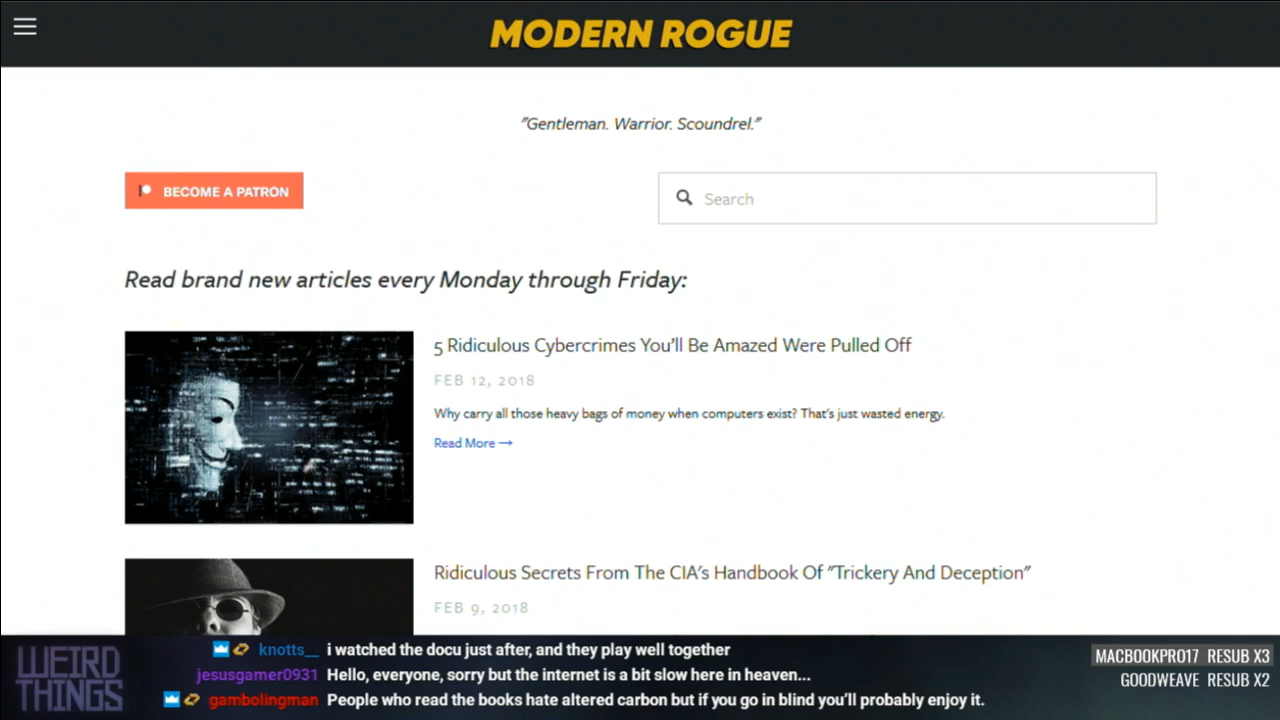 MODERN ROGUE
"Gentleman. Warrior. Scoundrel."
BECOME A PATRON
Search
Read brand new articles every Monday through Friday:
5 Ridiculous Cybercrimes You'll Be Amazed Were Pulled Off
FEB 12, 2018
Why carry all those heavy bags of money when computers exist? That's just wasted energy.
Read More →
Ridiculous Secrets From The CIA's Handbook Of "Trickery And Deception"
FEB 9, 2018
WEIRD
THINGS
knotts__ i watched the docu just after, and they play well together
jesusgamer0931 Hello, everyone, sorry but the internet is a bit slow here in heaven...
gambolingman People who read the books hate altered carbon but if you go in blind you'll probably enjoy it.
MACBOOKPRO17 RESUB X3
GOODWEAVE RESUB X2